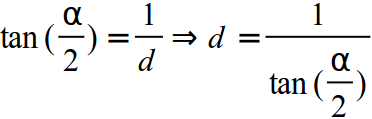 tan (α/2) = 1/d ⇒ d = 1/tan (α/2)